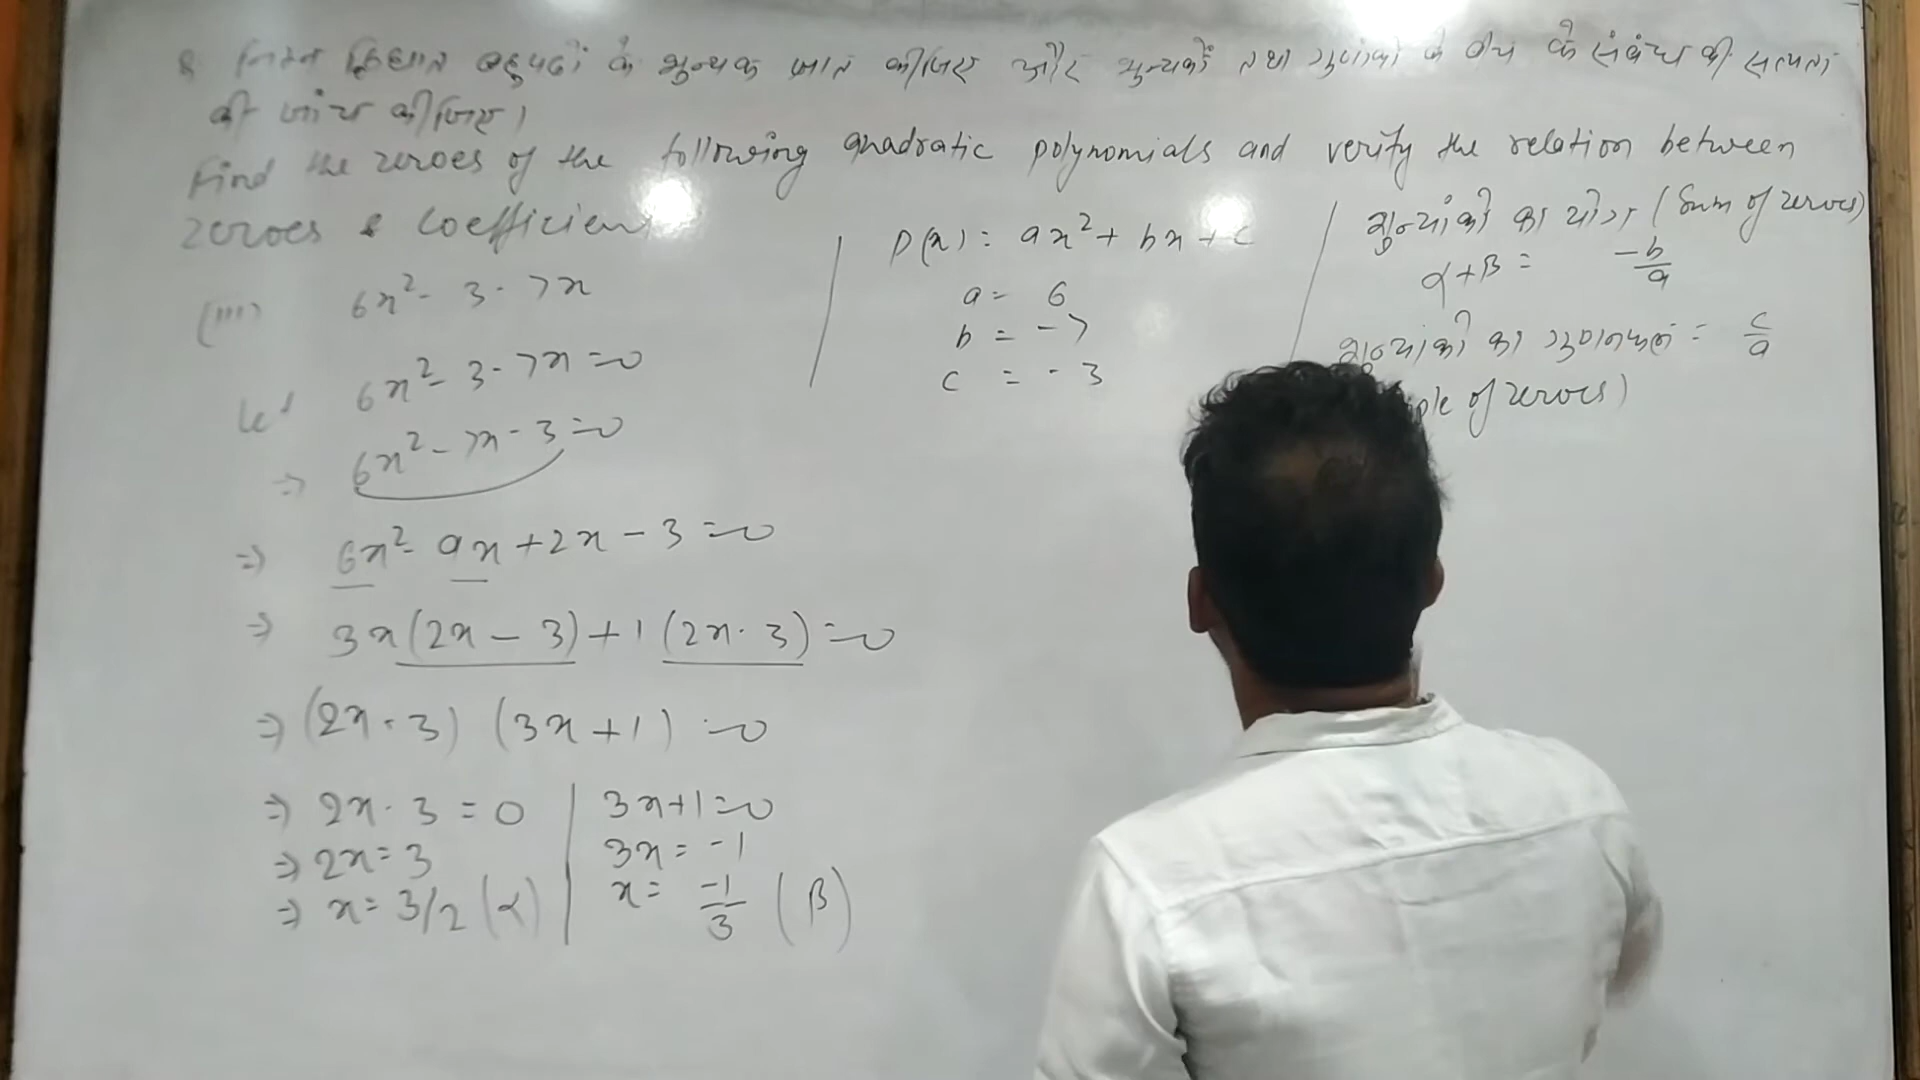 निम्न द्विघात बहुपदों के शून्यक ज्ञात कीजिए और शून्यकों तथा गुणांकों के बीच के संबंध की सत्यता
की जांच कीजिए।
Find the zeroes of the following quadratic polynomials and verify the relation between
zeroes & coefficient
(iii) 6x² - 3 - 7x
Let 6x² - 3 - 7x = 0
⇒ 6x² - 7x - 3 = 0
⇒ 6x² - 9x + 2x - 3 = 0
⇒ 3x(2x - 3) + 1(2x - 3) = 0
⇒ (2x - 3) (3x + 1) = 0
⇒ 2x - 3 = 0
⇒ 2x = 3
⇒ x = 3/2 (α)
3x + 1 = 0
3x = -1
x = -1/3 (β)
P(x) = ax² + bx + c
a = 6
b = -7
c = -3
शून्यांकों का योग (Sum of zeroes)
α + β = -b/a
शून्यांकों का गुणनफल = c/a
of zeroes)